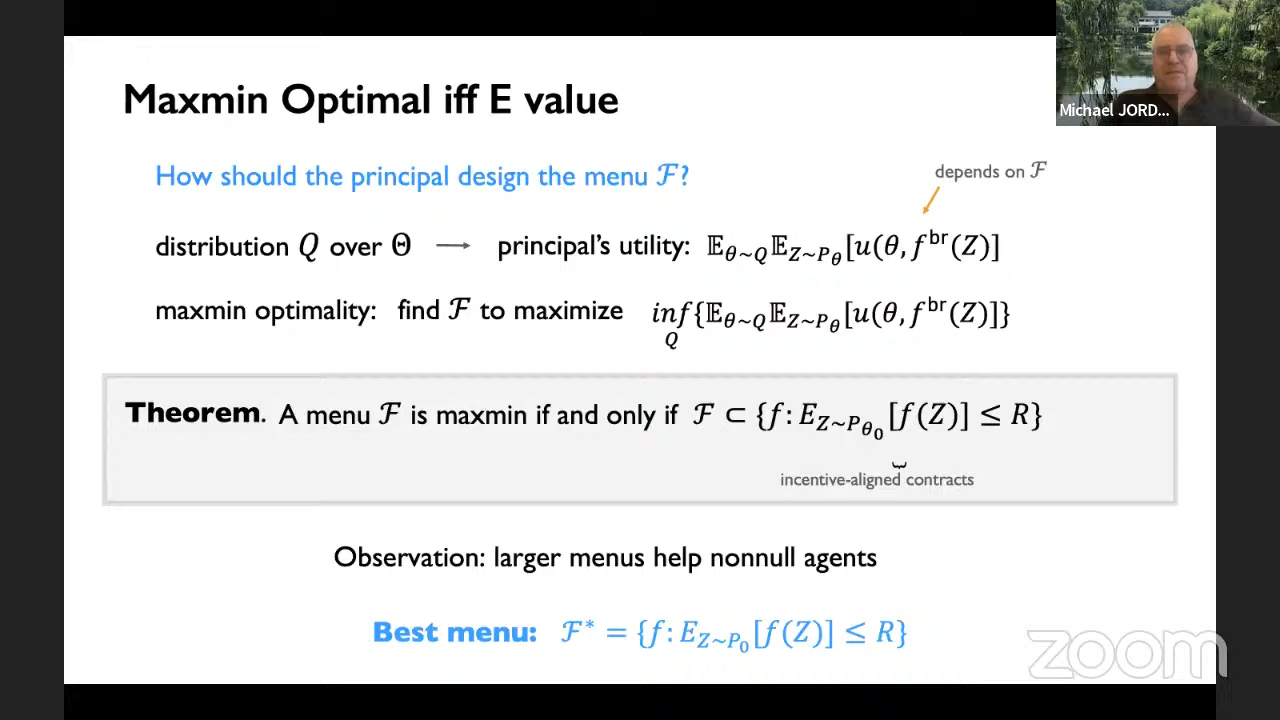 Maxmin Optimal iff E value
Michael JORD...
How should the principal design the menu ℱ?
depends on ℱ
distribution Q over Θ → principal's utility: 𝔼_{θ~Q}𝔼_{Z~P_θ}[u(θ, f^{br}(Z)]
maxmin optimality: find ℱ to maximize inf_Q{𝔼_{θ~Q}𝔼_{Z~P_θ}[u(θ, f^{br}(Z)]}
Theorem. A menu ℱ is maxmin if and only if ℱ ⊂ {f: E_{Z~P_{θ_0}}[f(Z)] ≤ R}
incentive-aligned contracts
Observation: larger menus help nonnull agents
Best menu: ℱ* = {f: E_{Z~P_0}[f(Z)] ≤ R}
zoom